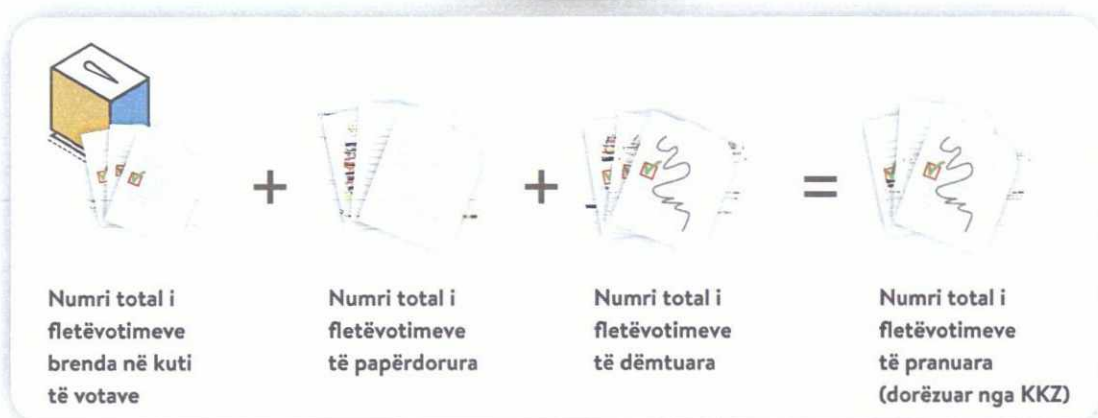 + + =
Numri total i
fletëvotimeve
brenda në kuti
të votave
Numri total i
fletëvotimeve
të papërdorura
Numri total i
fletëvotimeve
të dëmtuara
Numri total i
fletëvotimeve
të pranuara
(dorëzuar nga KKZ)